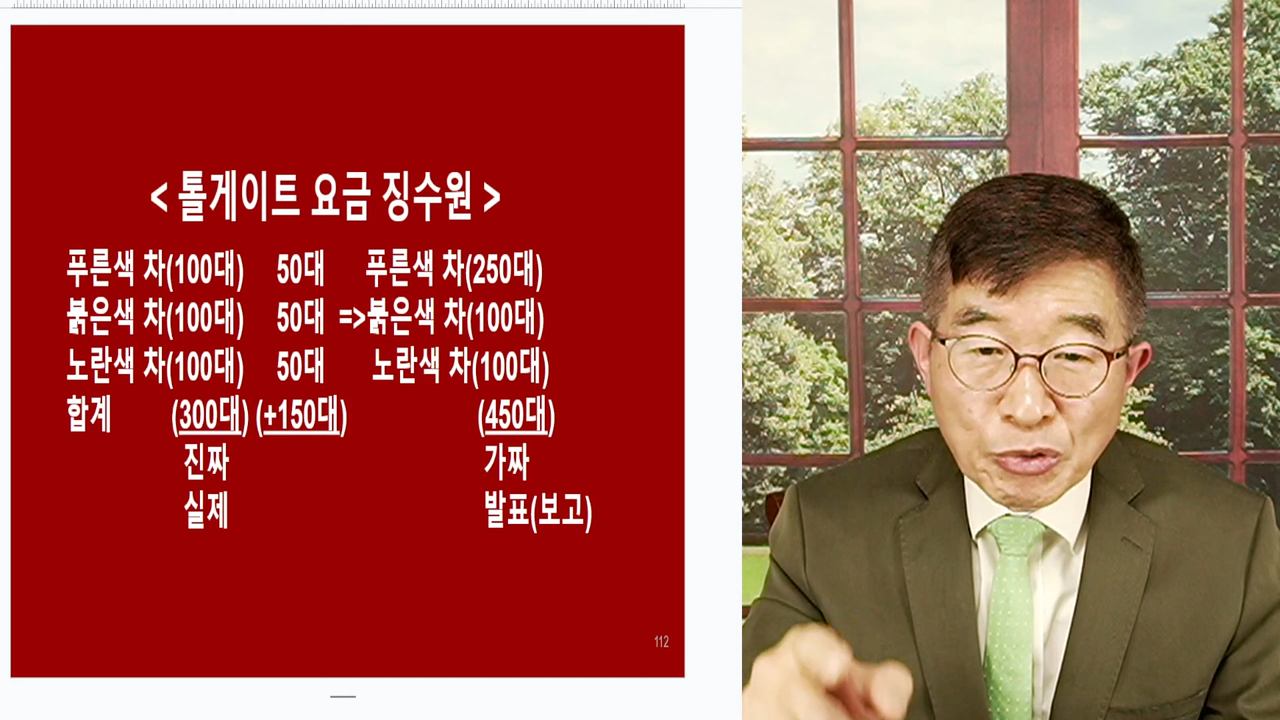 < 톨게이트 요금 징수원 >
푸른색 차(100대) 50대 푸른색 차(250대)
붉은색 차(100대) 50대 =>붉은색 차(100대)
노란색 차(100대) 50대 노란색 차(100대)
합계 (300대) (+150대) (450대)
진짜 가짜
실제 발표(보고)
112